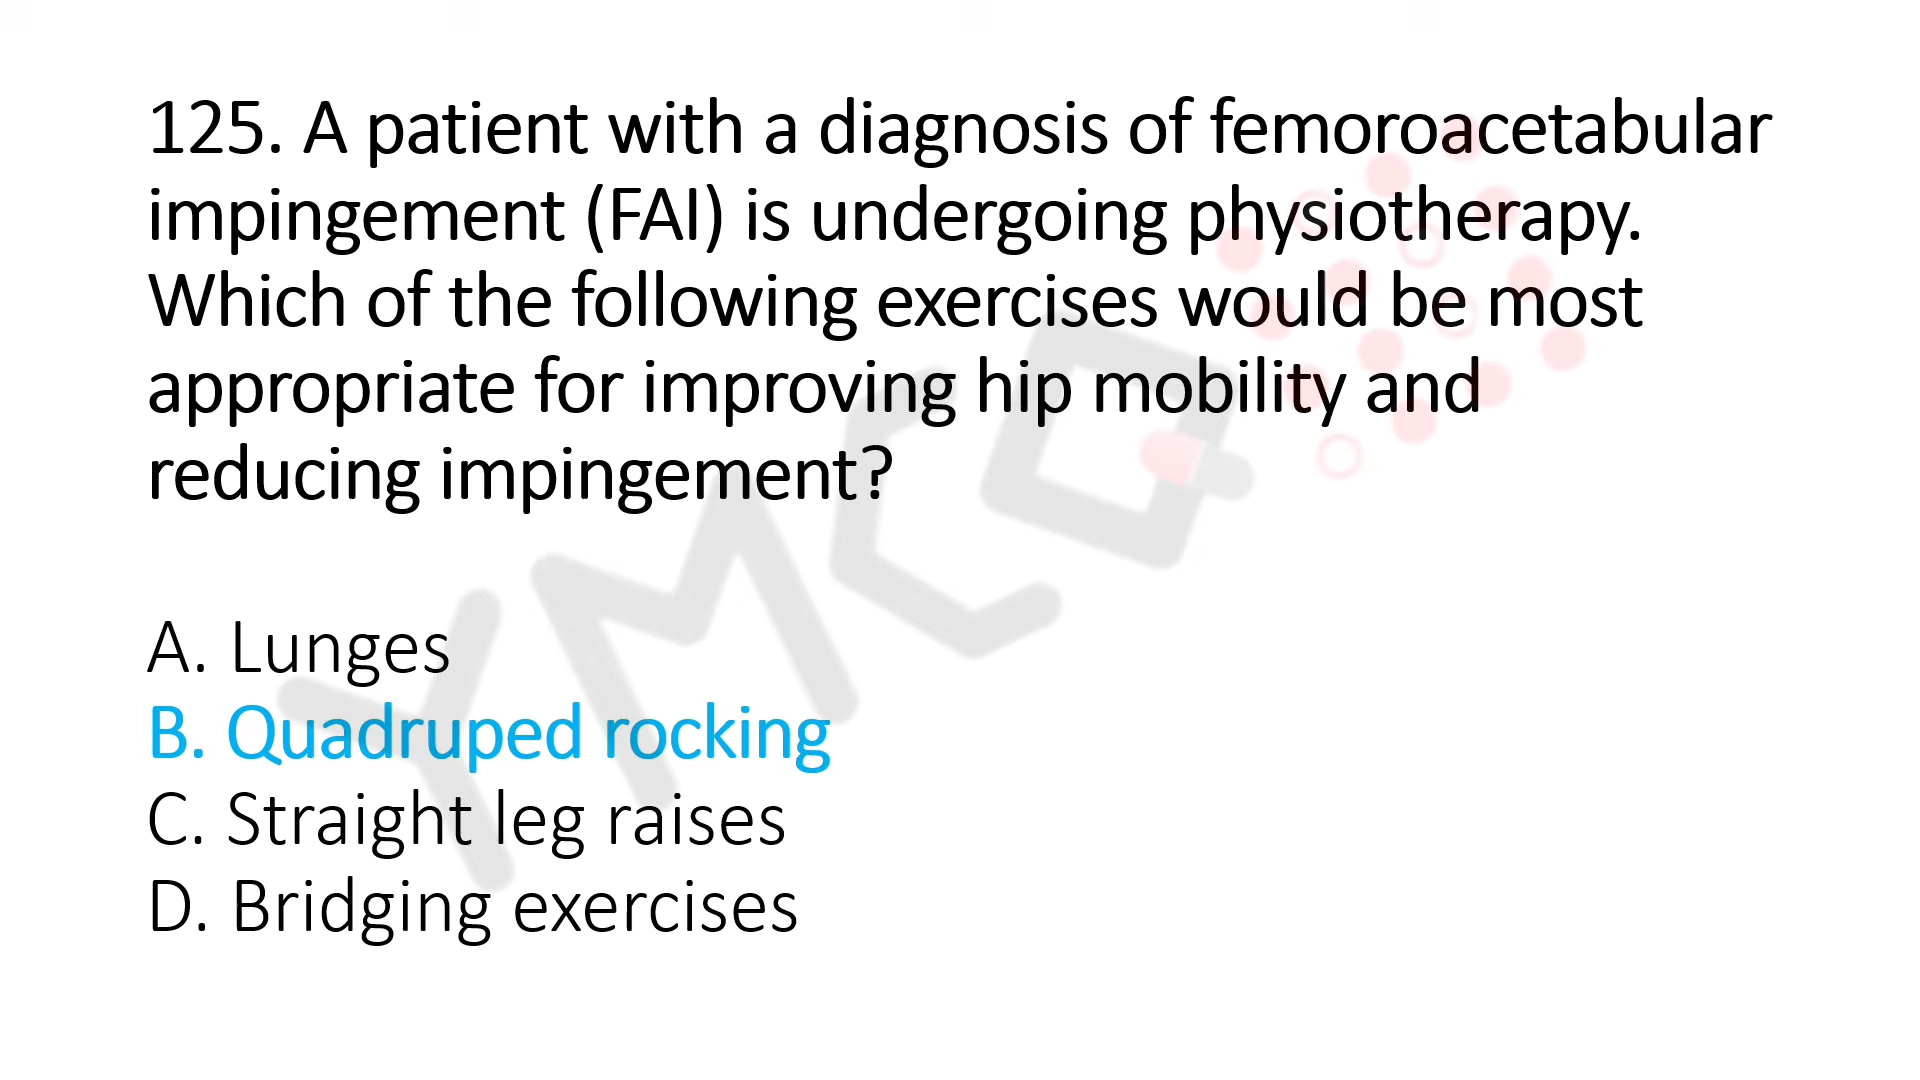 125. A patient with a diagnosis of femoroacetabular
impingement (FAI) is undergoing physiotherapy.
Which of the following exercises would be most
appropriate for improving hip mobility and
reducing impingement?
A. Lunges
B. Quadruped rocking
C. Straight leg raises
D. Bridging exercises
YMCQ